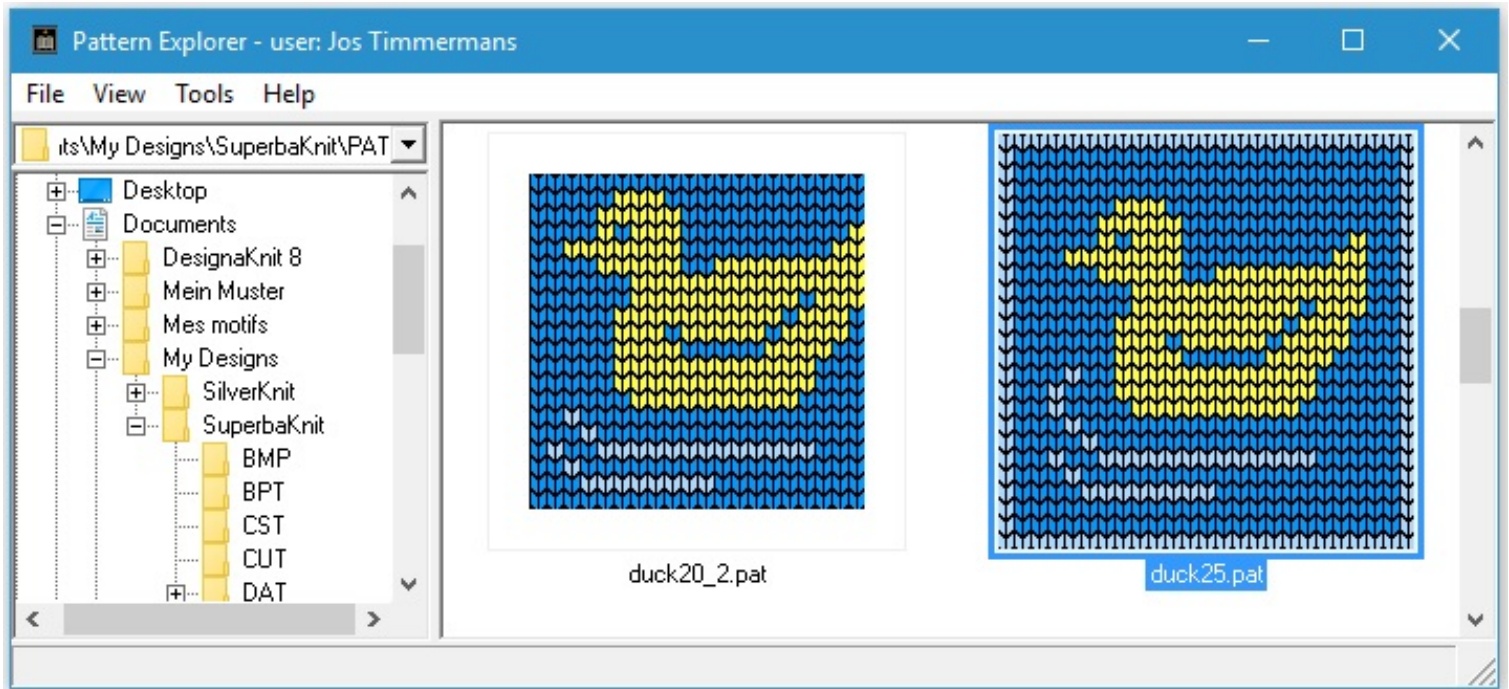 Pattern Explorer - user: Jos Timmermans
File View Tools Help
ıts\My Designs\SuperbaKnit\PAT
Desktop
Documents
DesignaKnit 8
Mein Muster
Mes motifs
My Designs
SilverKnit
SuperbaKnit
BMP
BPT
CST
CUT
DAT
duck20_2.pat
duck25.pat